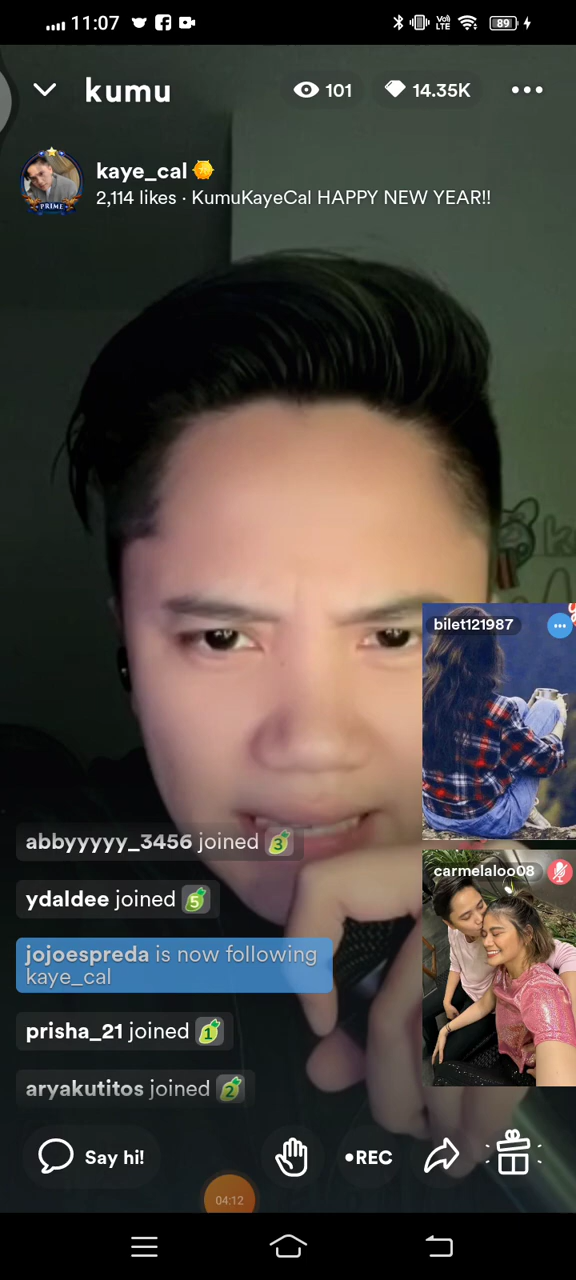 11:07
Voi)
LTE
89
kumu
101
14.35K
kaye_cal
PRIME
2,114 likes · KumuKayeCal HAPPY NEW YEAR!!
bilet121987
abbyyyyy_3456 joined 3
carmelaloo08
ydaldee joined 5
jojoespreda is now following
kaye_cal
prisha_21 joined 1
aryakutitos joined 2
Say hi!
•REC
04:12